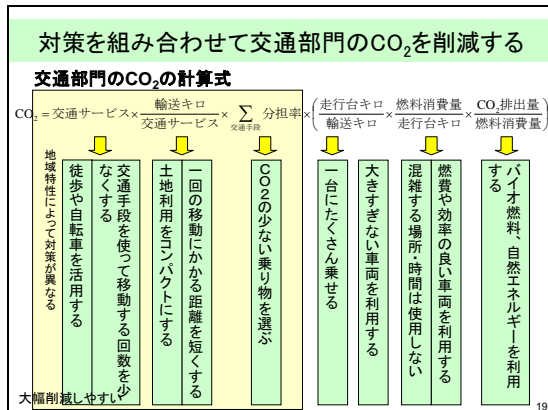 対策を組み合わせて交通部門のCO₂を削減する
交通部門のCO₂の計算式
CO₂＝交通サービス×輸送キロ/交通サービス×∑交通手段 分担率×(走行台キロ/輸送キロ×燃料消費量/走行台キロ×CO₂排出量/燃料消費量)
地域特性によって対策が異なる
徒歩や自転車を活用する
交通手段を使って移動する回数を少
なくする
土地利用をコンパクトにする
一回の移動にかかる距離を短くする
CO2の少ない乗り物を選ぶ
一台にたくさん乗せる
大きすぎない車両を利用する
混雑する場所・時間は使用しない
燃費や効率の良い車両を利用する
バイオ燃料、自然エネルギーを利用
する
大幅削減しやすい
19